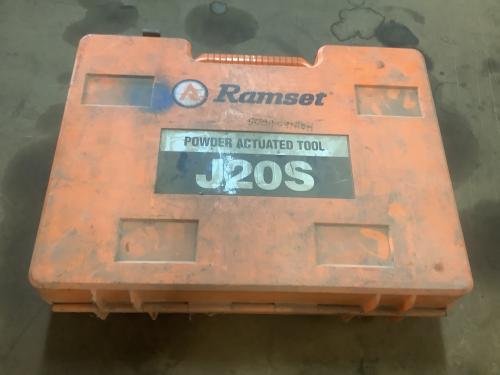 Ramset
POWDER ACTUATED TOOL
J20S